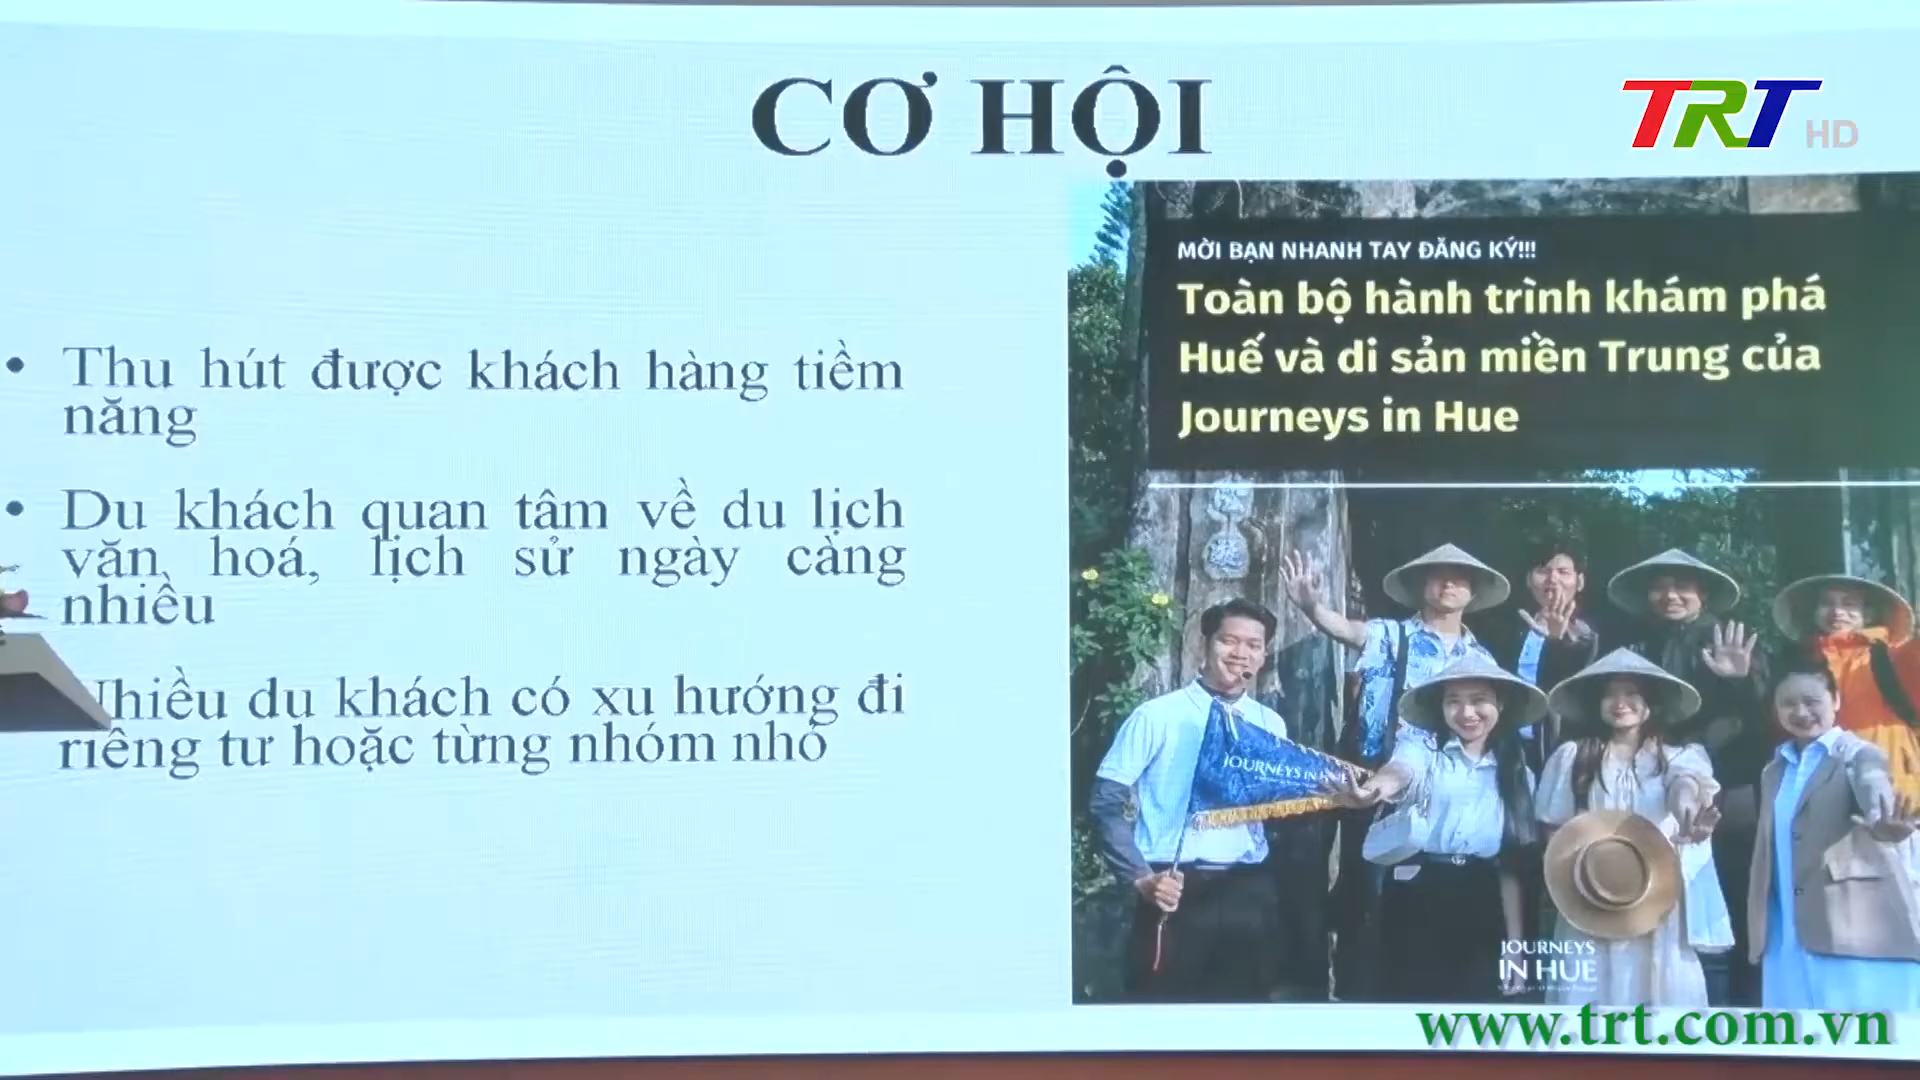 CƠ HỘI
TRT HD
• Thu hút được khách hàng tiềm
năng
• Du khách quan tâm về du lịch
văn hoá, lịch sử ngày càng
nhiều
Nhiều du khách có xu hướng đi
riêng tư hoặc từng nhóm nhỏ
MỜI BẠN NHANH TAY ĐĂNG KÝ!!!
Toàn bộ hành trình khám phá
Huế và di sản miền Trung của
Journeys in Hue
JOURNEYS IN HUE
JOURNEYS
IN HUE
www.trt.com.vn